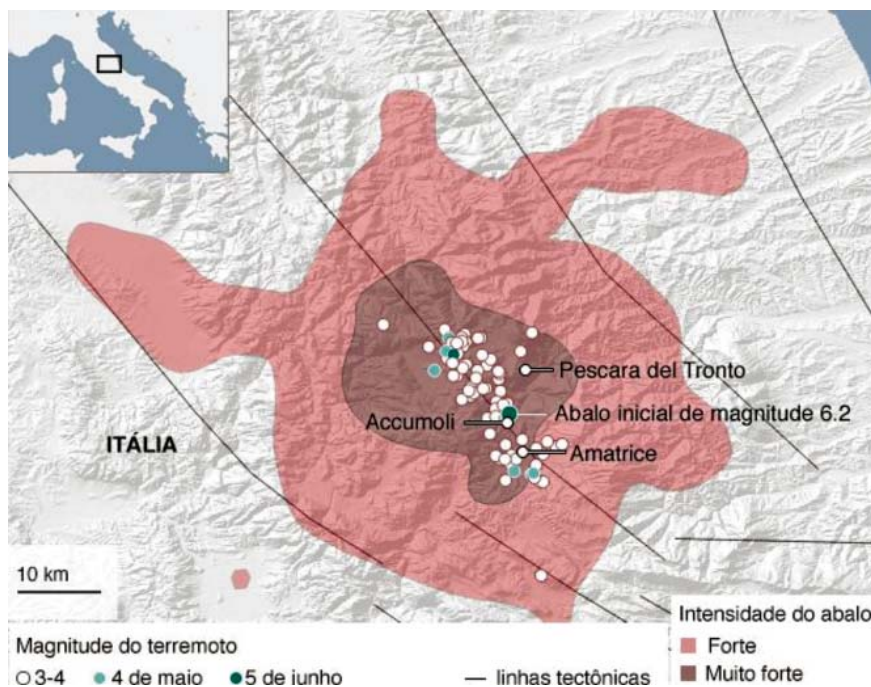 Pescara del Tronto
Abalo inicial de magnitude 6.2
Accumoli
Amatrice
ITÁLIA
10 km
Magnitude do terremoto
3-4
4 de maio
5 de junho
linhas tectônicas
Intensidade do abalo
Forte
Muito forte